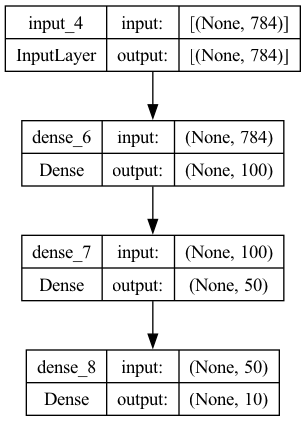 input_4 input: [(None, 784)]
InputLayer output: [(None, 784)]
dense_6 input: (None, 784)
Dense output: (None, 100)
dense_7 input: (None, 100)
Dense output: (None, 50)
dense_8 input: (None, 50)
Dense output: (None, 10)